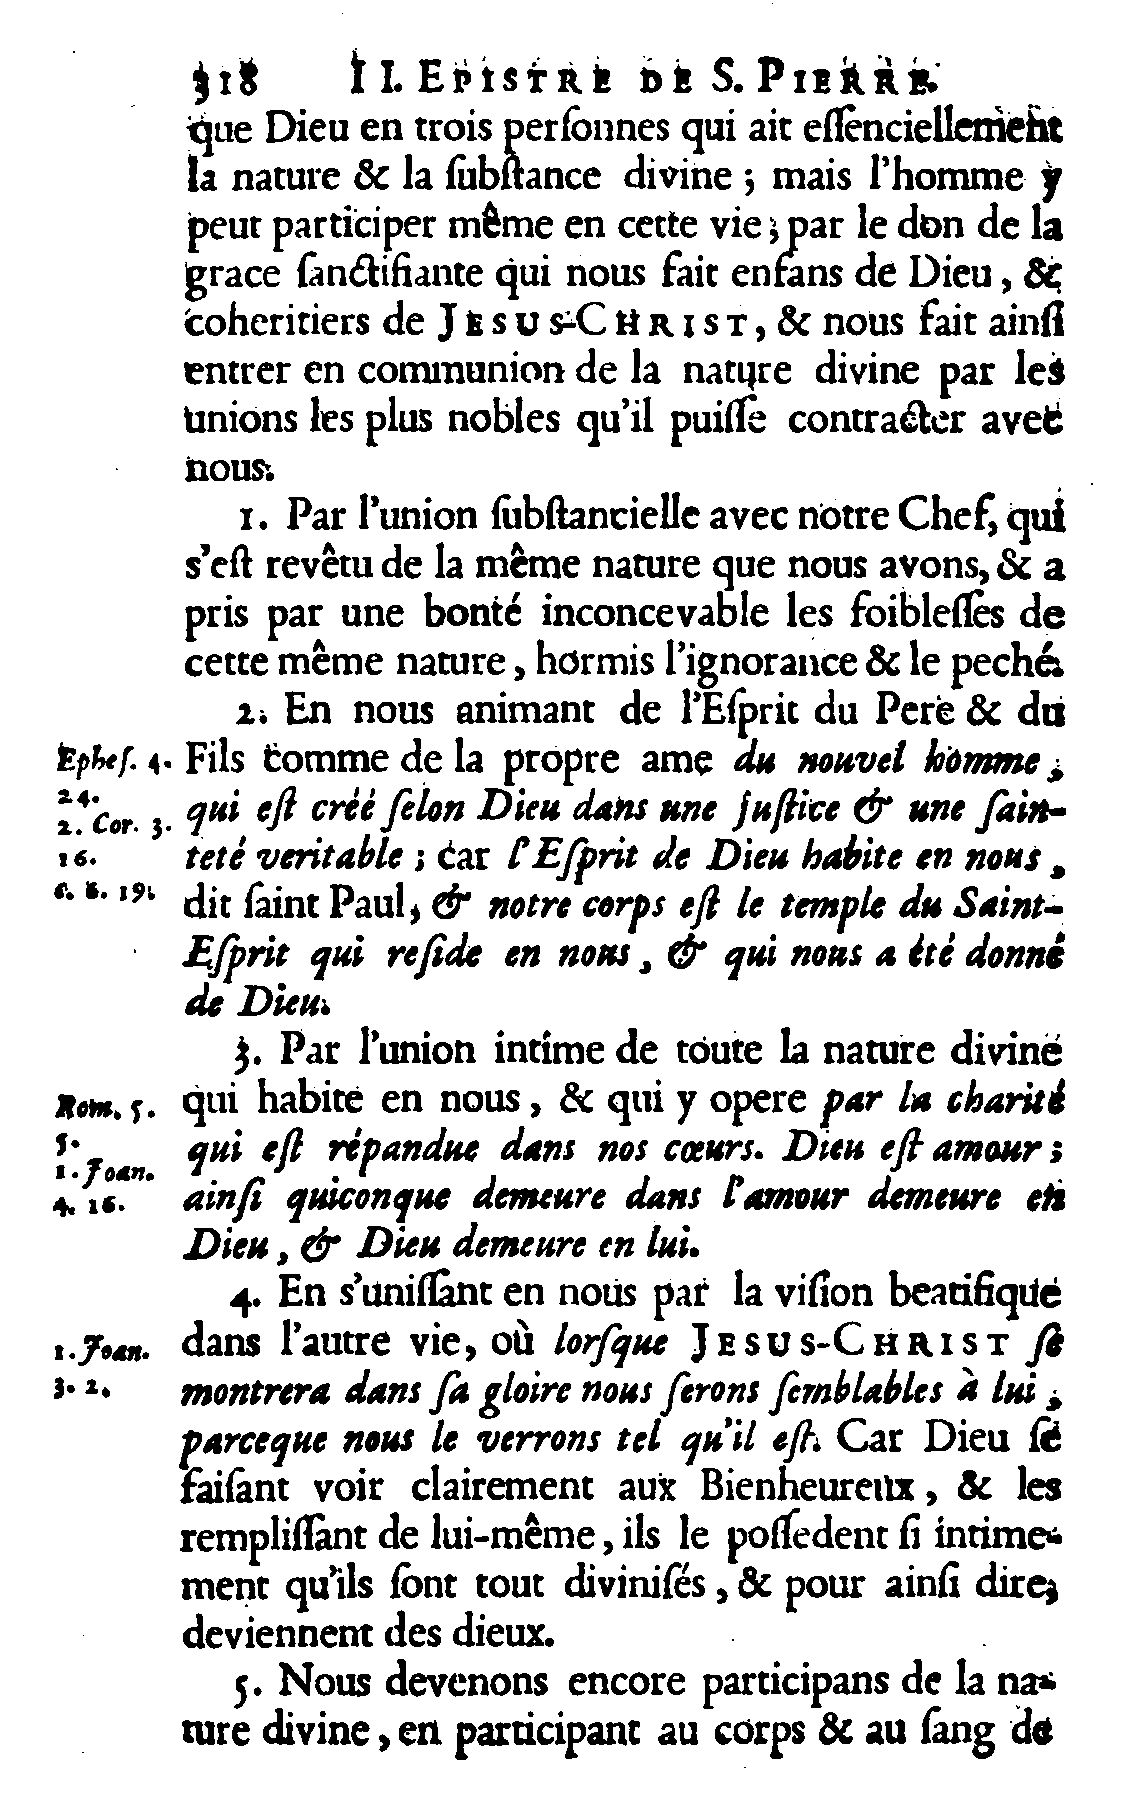 318 II. EPISTRE DE S. PIERRE.
que Dieu en trois perſonnes qui ait eſſenciellement
la nature & la ſubſtance divine ; mais l'homme y
peut participer même en cette vie, par le don de la
grace ſanctifiante qui nous fait enfans de Dieu, &
coheritiers de JESUS-CHRIST, & nous fait ainſi
entrer en communion de la nature divine par les
unions les plus nobles qu'il puiſſe contracter avec
nous.
1. Par l'union ſubſtancielle avec notre Chef, qui
s'eſt revêtu de la même nature que nous avons, & a
pris par une bonté inconcevable les foibleſſes de
cette même nature, hormis l'ignorance & le peché.
2. En nous animant de l'Eſprit du Pere & du
Epheſ. 4. Fils comme de la propre ame du nouvel homme,
24.
qui eſt créé ſelon Dieu dans une juſtice & une ſain-
2. Cor. 3.
16. teté veritable ; car l'Eſprit de Dieu habite en nous,
c. 6. 19. dit ſaint Paul, & notre corps eſt le temple du Saint-
Eſprit qui reſide en nous, & qui nous a été donné
de Dieu.
3. Par l'union intime de toute la nature divine
Rom. 5. qui habite en nous, & qui y opere par la charité
5. qui eſt répandue dans nos cœurs. Dieu eſt amour ;
1. Joan.
4. 16. ainſi quiconque demeure dans l'amour demeure en
Dieu, & Dieu demeure en lui.
4. En s'uniſſant en nous par la viſion beatifique
1. Joan. dans l'autre vie, où lorſque JESUS-CHRIST ſe
3. 2. montrera dans ſa gloire nous ſerons ſemblables à lui,
parceque nous le verrons tel qu'il eſt. Car Dieu ſe
faiſant voir clairement aux Bienheureux, & les
rempliſſant de lui-même, ils le poſſedent ſi intime-
ment qu'ils ſont tout diviniſés, & pour ainſi dire,
deviennent des dieux.
5. Nous devenons encore participans de la na-
ture divine, en participant au corps & au ſang de